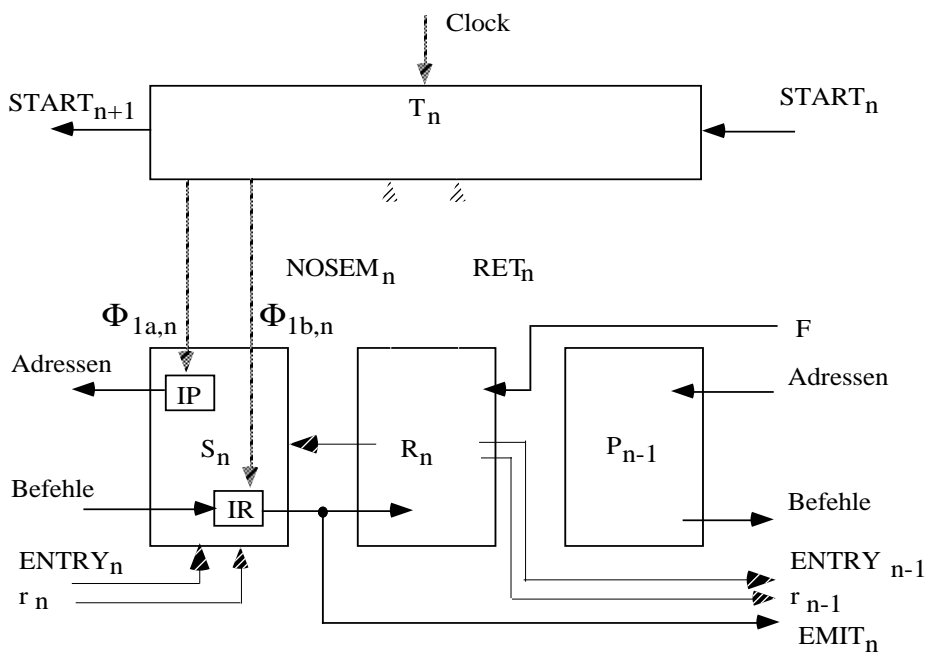 Clock
START n+1
T n
START n
NOSEM n
RET n
Φ 1a,n
Φ 1b,n
F
Adressen
IP
Adressen
S n
R n
P n-1
Befehle
IR
Befehle
ENTRY n
ENTRY n-1
r n
r n-1
EMIT n